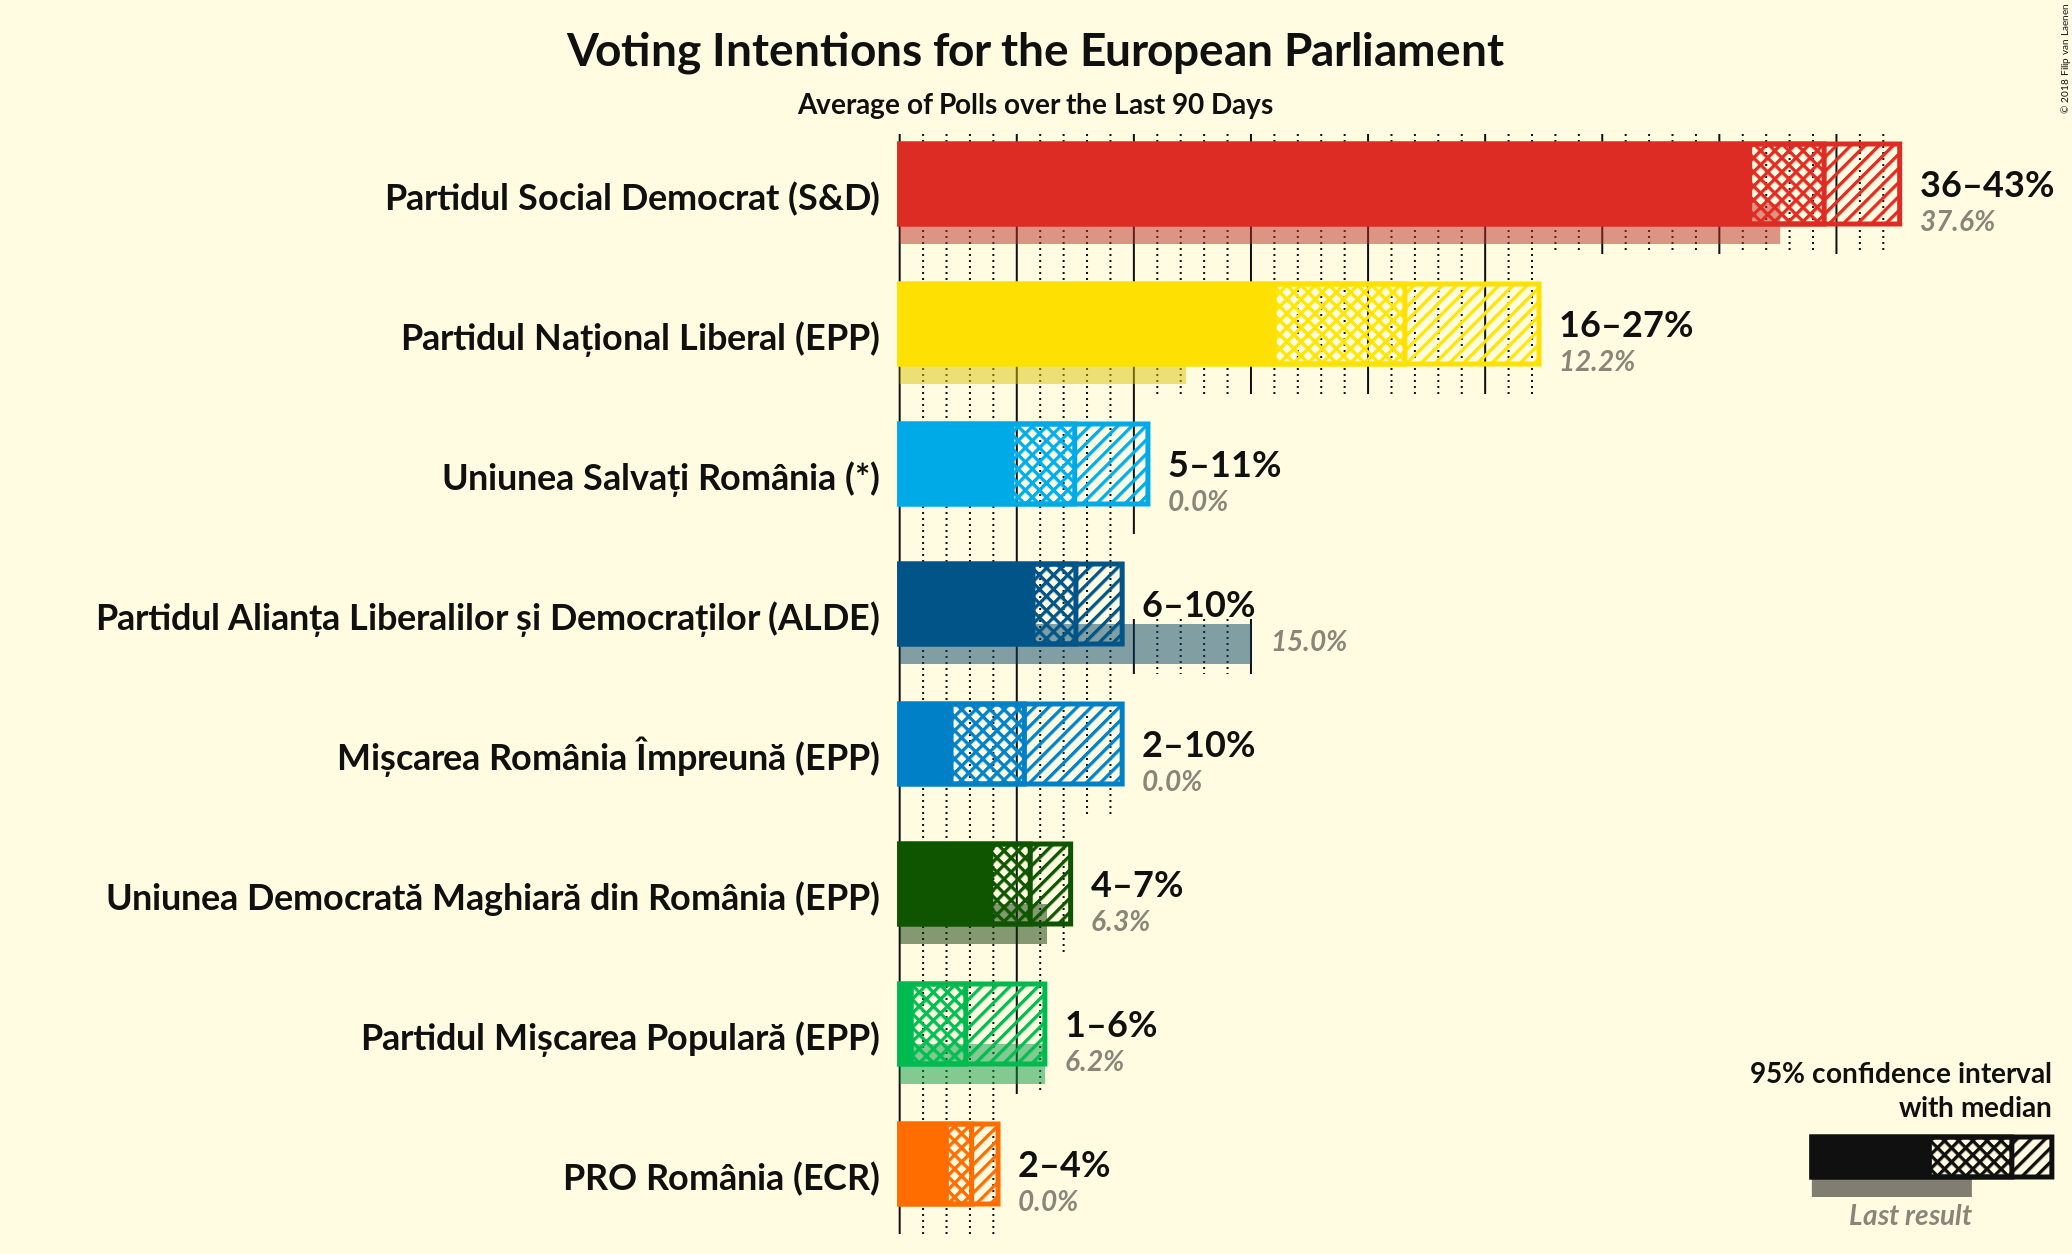 Voting Intentions for the European Parliament
Average of Polls over the Last 90 Days
© 2018 Filip van Laenen
Partidul Social Democrat (S&D)
36–43%
37.6%
Partidul Național Liberal (EPP)
16–27%
12.2%
Uniunea Salvați România (*)
5–11%
0.0%
Partidul Alianța Liberalilor și Democraților (ALDE)
6–10%
15.0%
Mișcarea România Împreună (EPP)
2–10%
0.0%
Uniunea Democrată Maghiară din România (EPP)
4–7%
6.3%
Partidul Mișcarea Populară (EPP)
1–6%
6.2%
PRO România (ECR)
2–4%
0.0%
95% confidence interval
with median
Last result